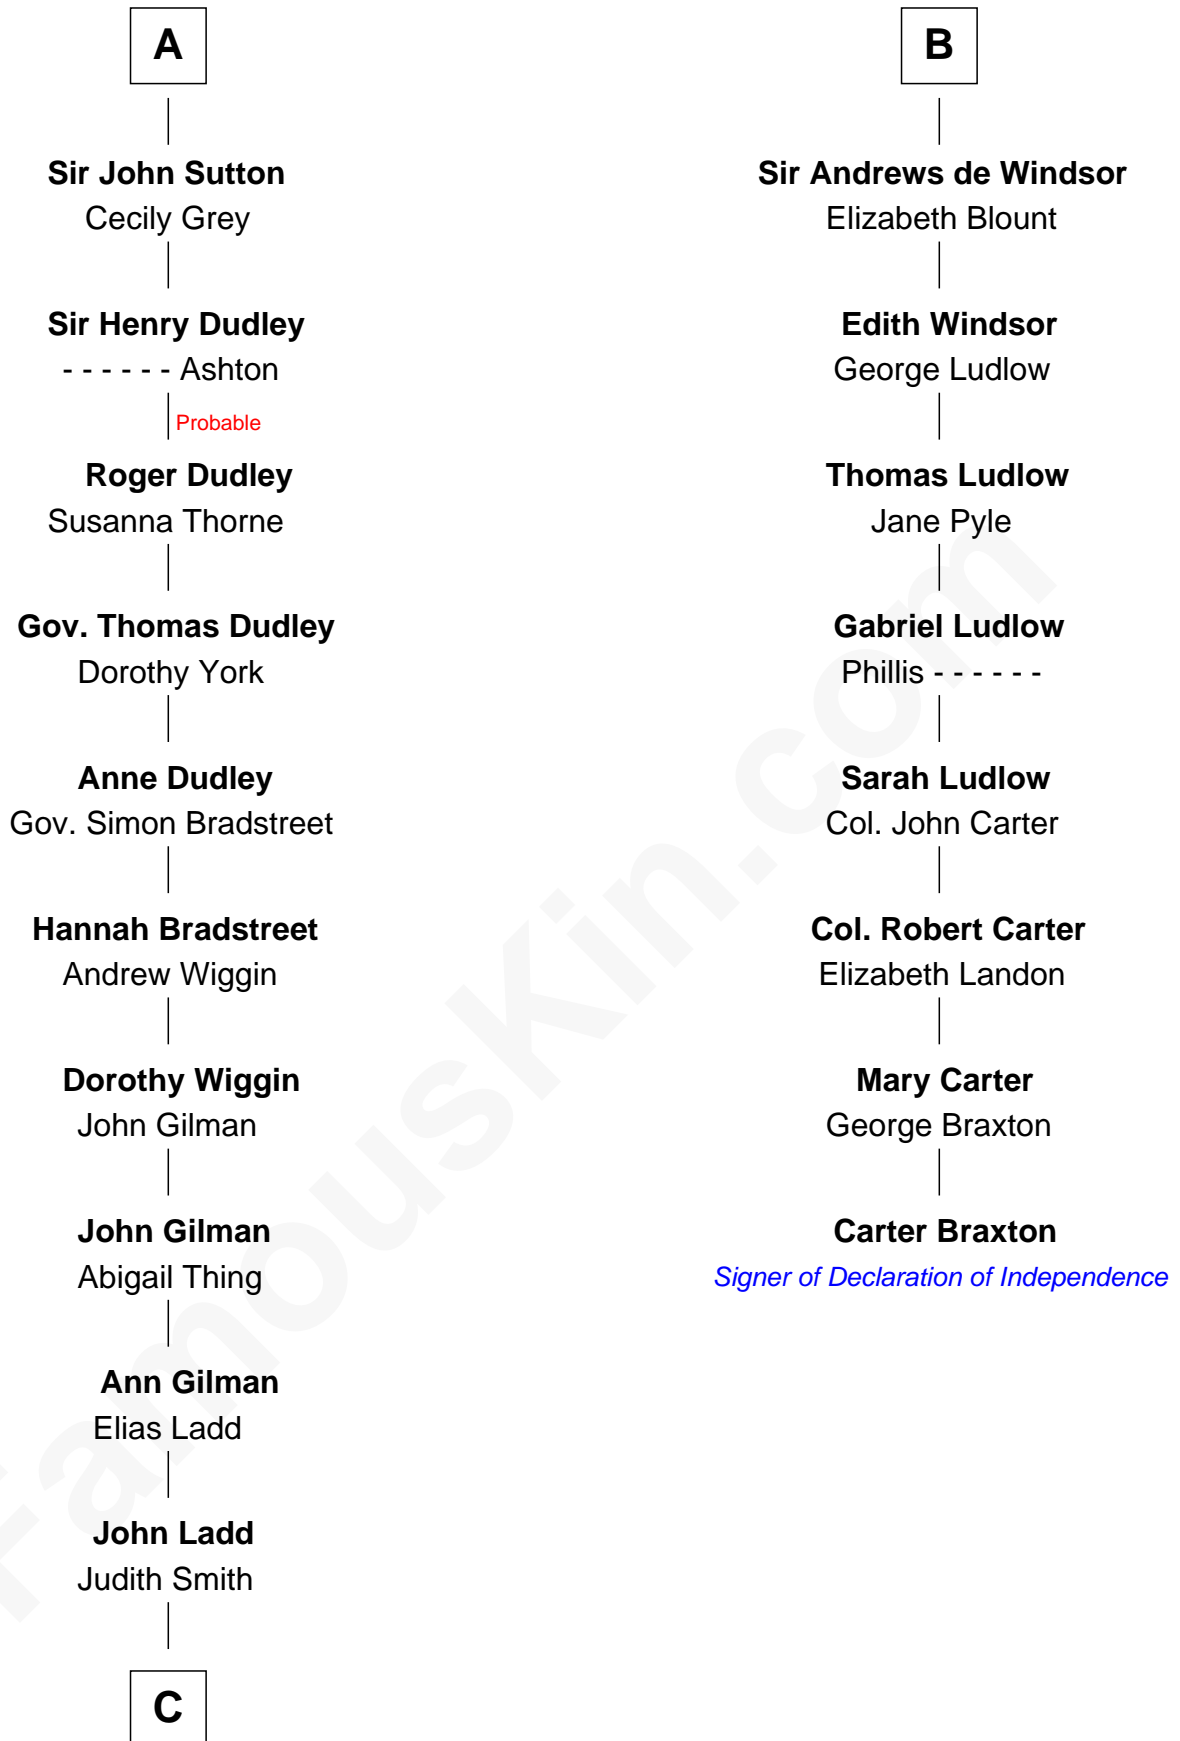 A
Sir John Sutton
Cecily Grey
Sir Henry Dudley
- - - - - - Ashton
Probable
Roger Dudley
Susanna Thorne
Gov. Thomas Dudley
Dorothy York
Anne Dudley
Gov. Simon Bradstreet
Hannah Bradstreet
Andrew Wiggin
Dorothy Wiggin
John Gilman
John Gilman
Abigail Thing
Ann Gilman
Elias Ladd
John Ladd
Judith Smith
C
B
Sir Andrews de Windsor
Elizabeth Blount
Edith Windsor
George Ludlow
Thomas Ludlow
Jane Pyle
Gabriel Ludlow
Phillis - - - - - -
Sarah Ludlow
Col. John Carter
Col. Robert Carter
Elizabeth Landon
Mary Carter
George Braxton
Carter Braxton
Signer of Declaration of Independence
FamousKin.com